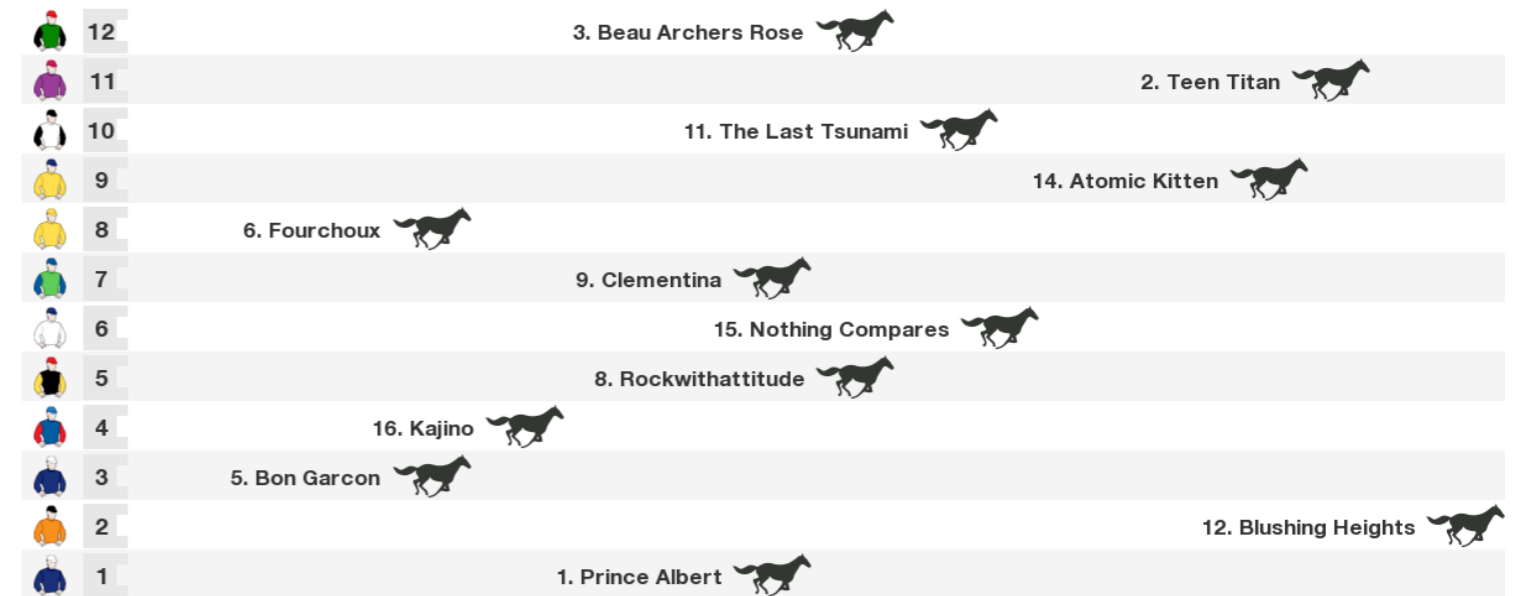 12 3. Beau Archers Rose
11 2. Teen Titan
10 11. The Last Tsunami
9 14. Atomic Kitten
8 6. Fourchoux
7 9. Clementina
6 15. Nothing Compares
5 8. Rockwithattitude
4 16. Kajino
3 5. Bon Garcon
2 12. Blushing Heights
1 1. Prince Albert